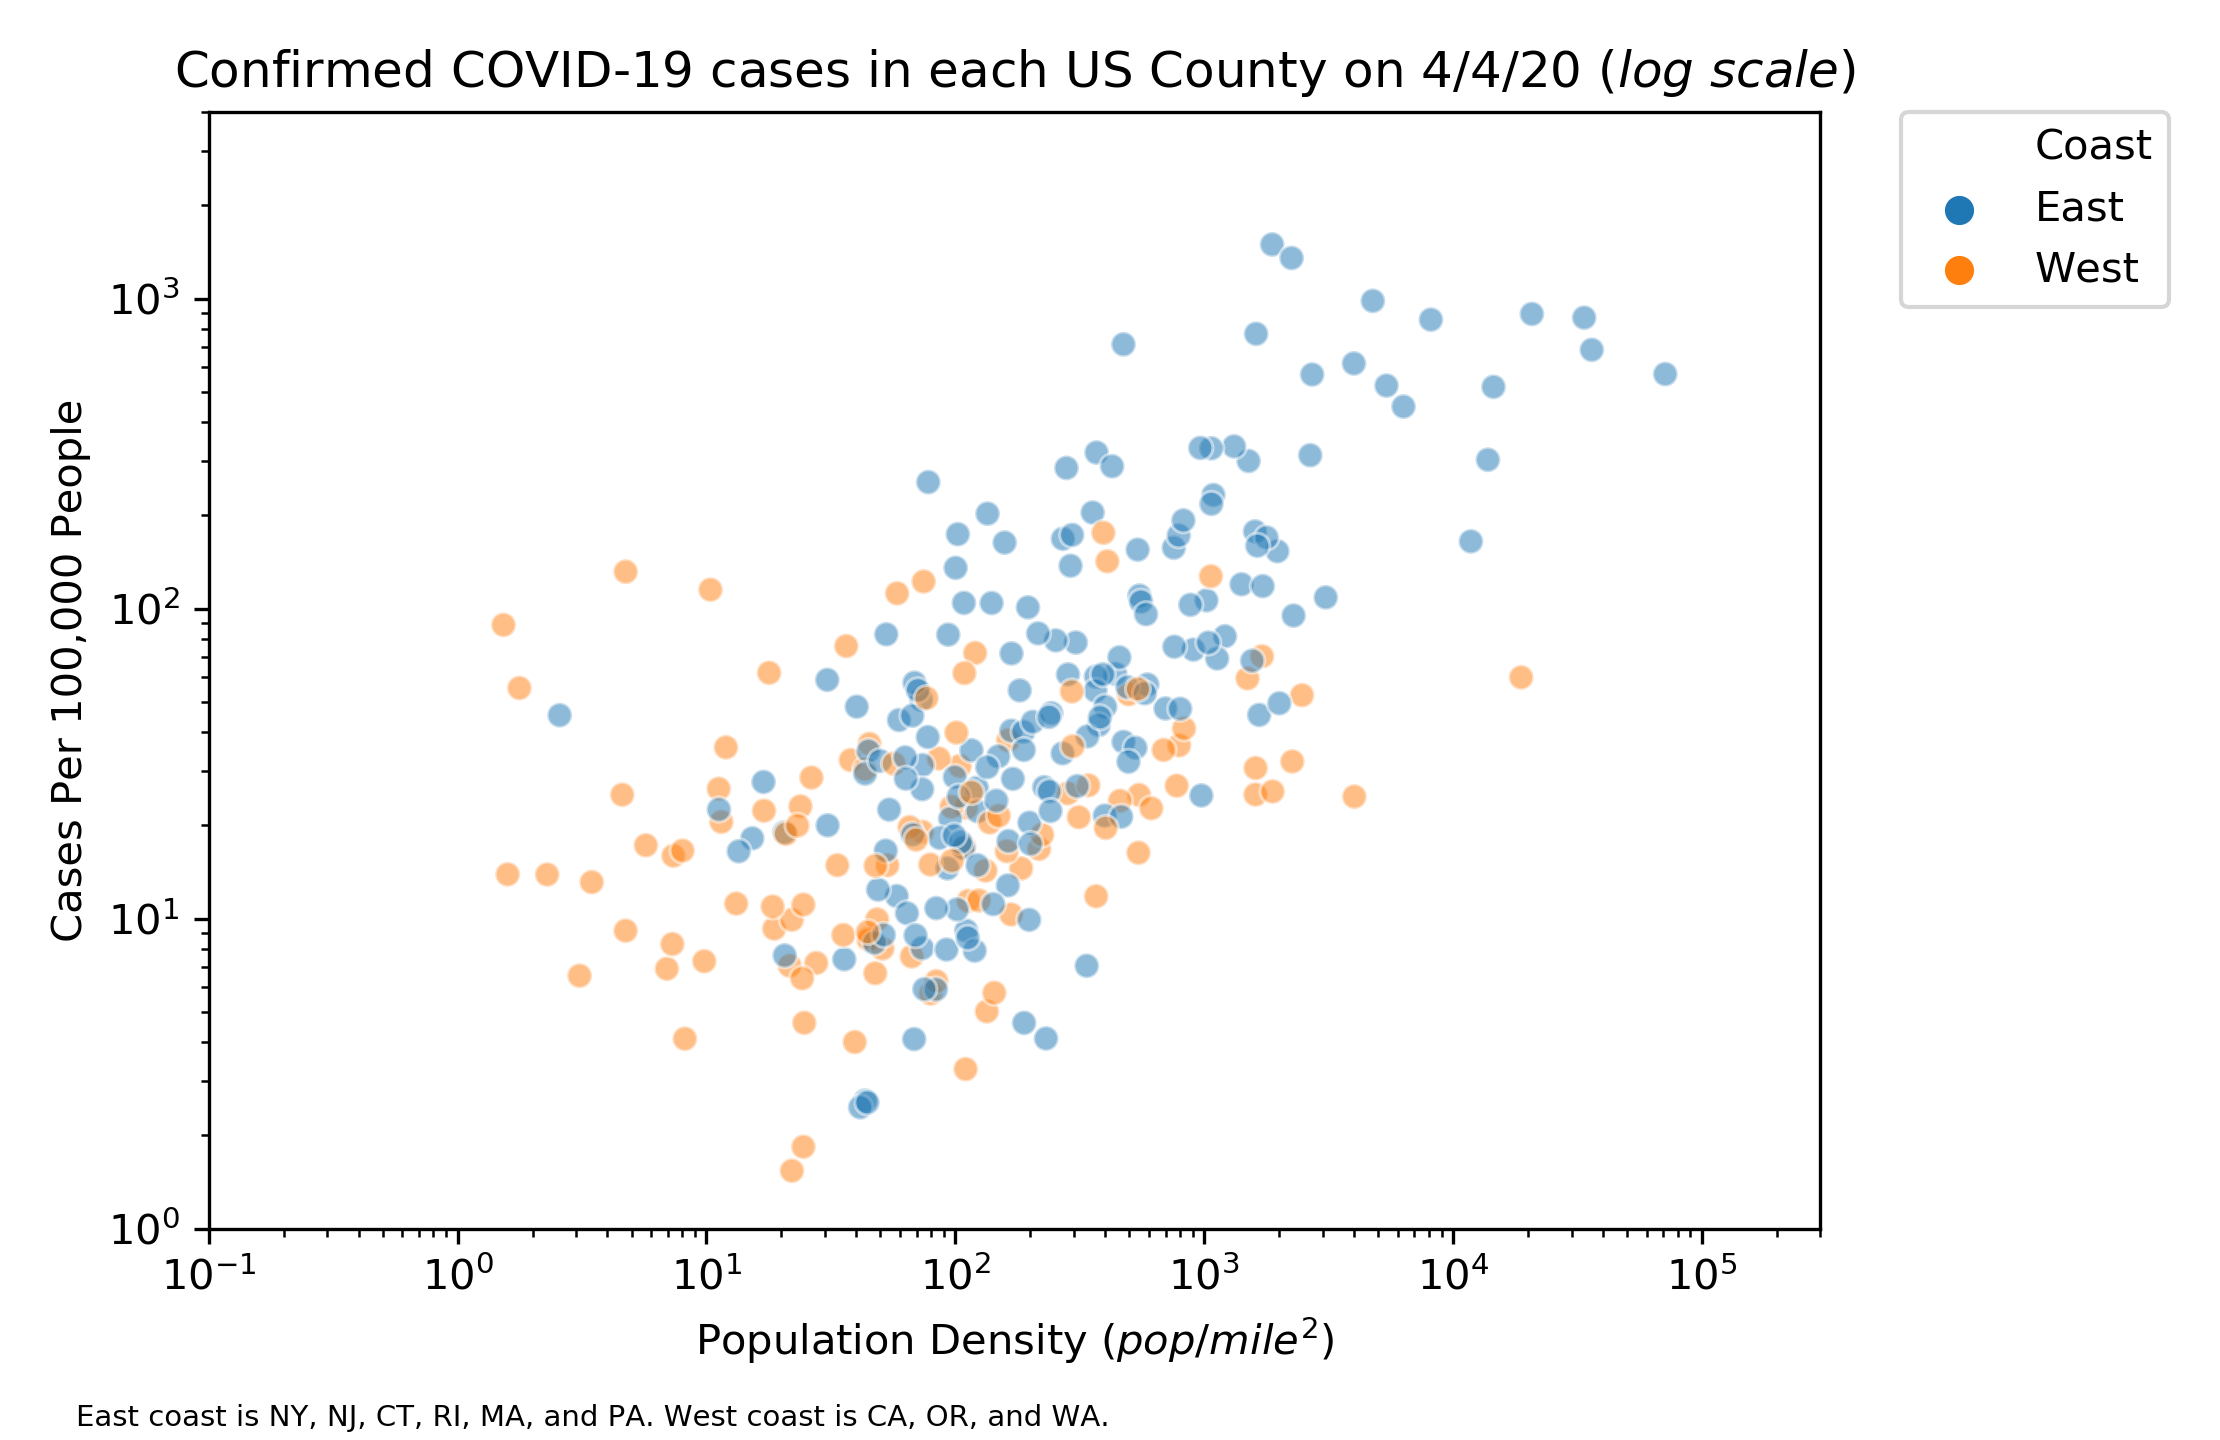 Confirmed COVID-19 cases in each US County on 4/4/20 (log scale)
Coast
East
West
Cases Per 100,000 People
10³
10²
10¹
10⁰
10⁻¹ 10⁰ 10¹ 10² 10³ 10⁴ 10⁵
Population Density (pop/mile²)
East coast is NY, NJ, CT, RI, MA, and PA. West coast is CA, OR, and WA.